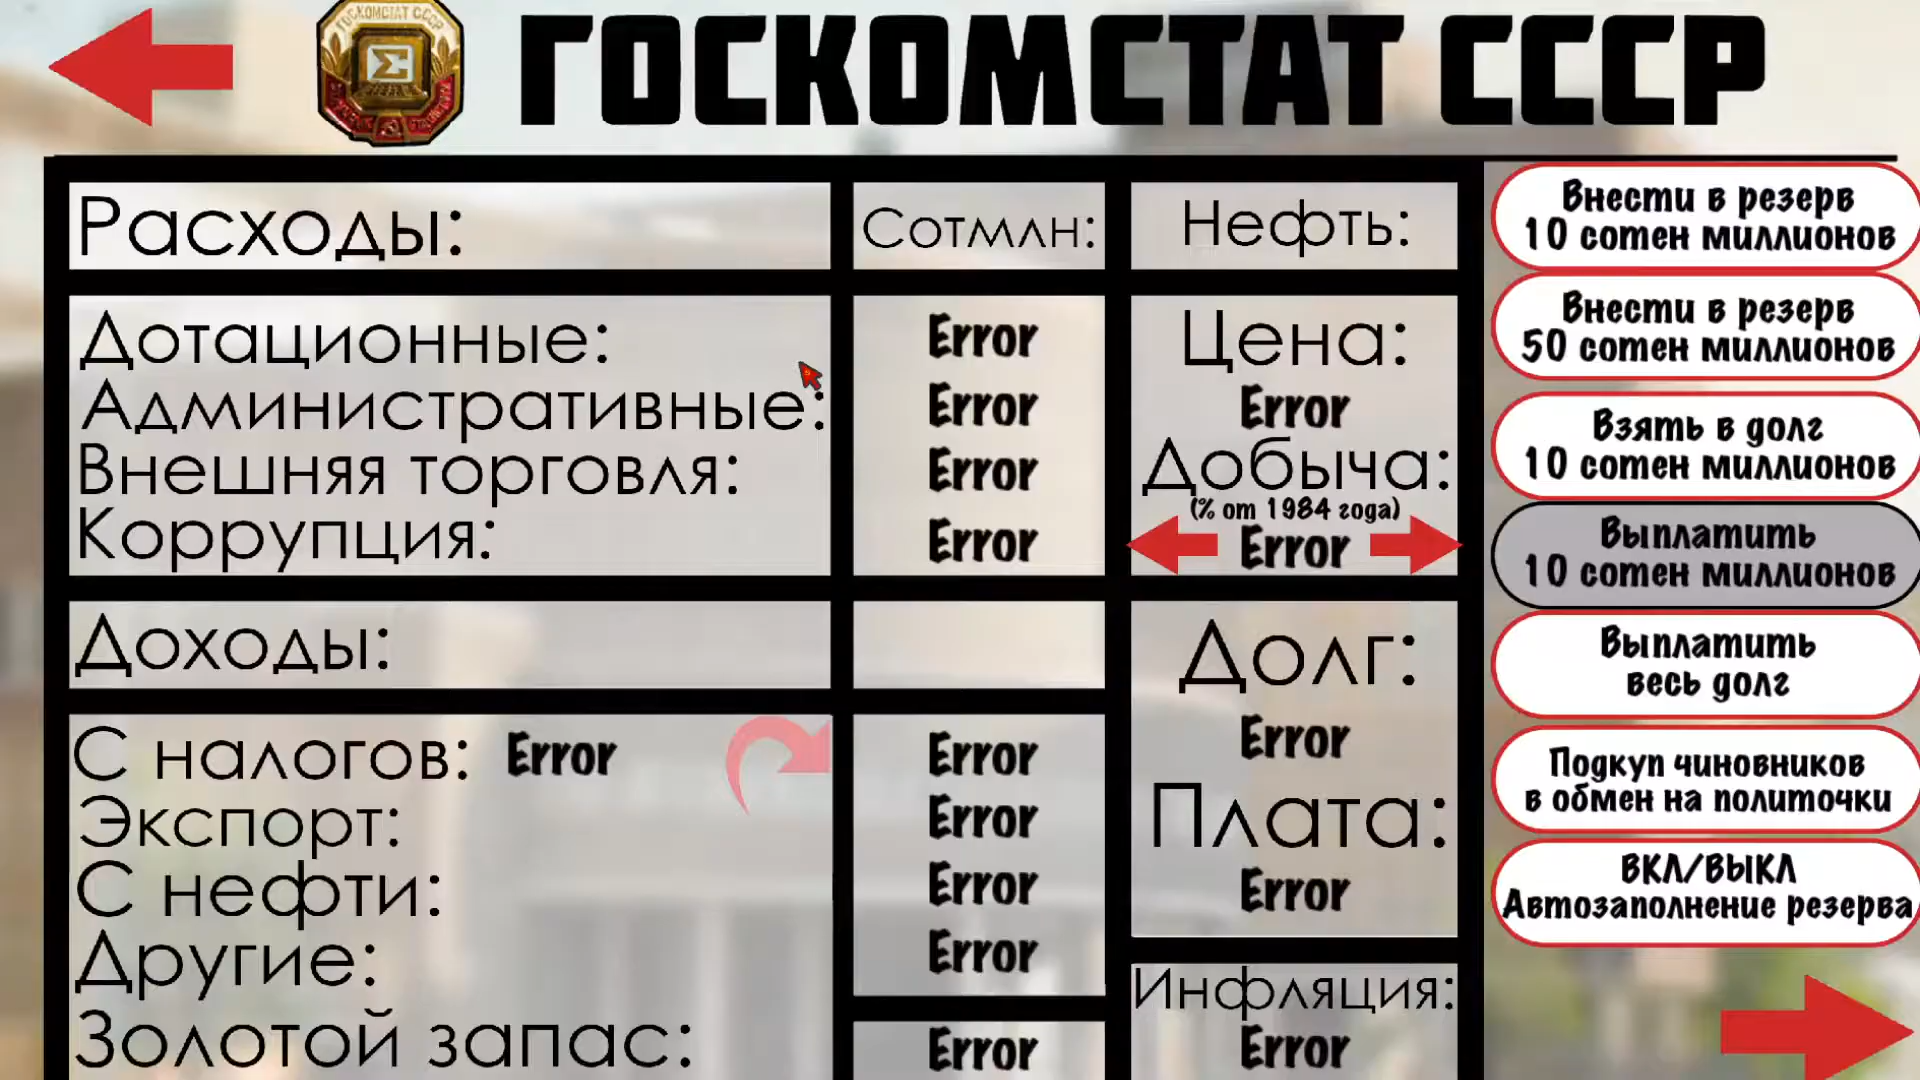 ГОСКОМСТАТ СССР
ГОСКОМСТАТ СССР
Расходы:
Сотмлн:
Нефть:
Дотационные: Error
Административные: Error
Внешняя торговля: Error
Коррупция: Error
Цена:
Error
Добыча:
(% от 1984 года)
Error
Доходы:
С налогов: Error Error
Экспорт: Error
С нефти: Error
Другие: Error
Золотой запас: Error
Долг:
Error
Плата:
Error
Инфляция:
Error
Внести в резерв
10 сотен миллионов
Внести в резерв
50 сотен миллионов
Взять в долг
10 сотен миллионов
Выплатить
10 сотен миллионов
Выплатить
весь долг
Подкуп чиновников
в обмен на политочки
ВКЛ/ВЫКЛ
Автозаполнение резерва